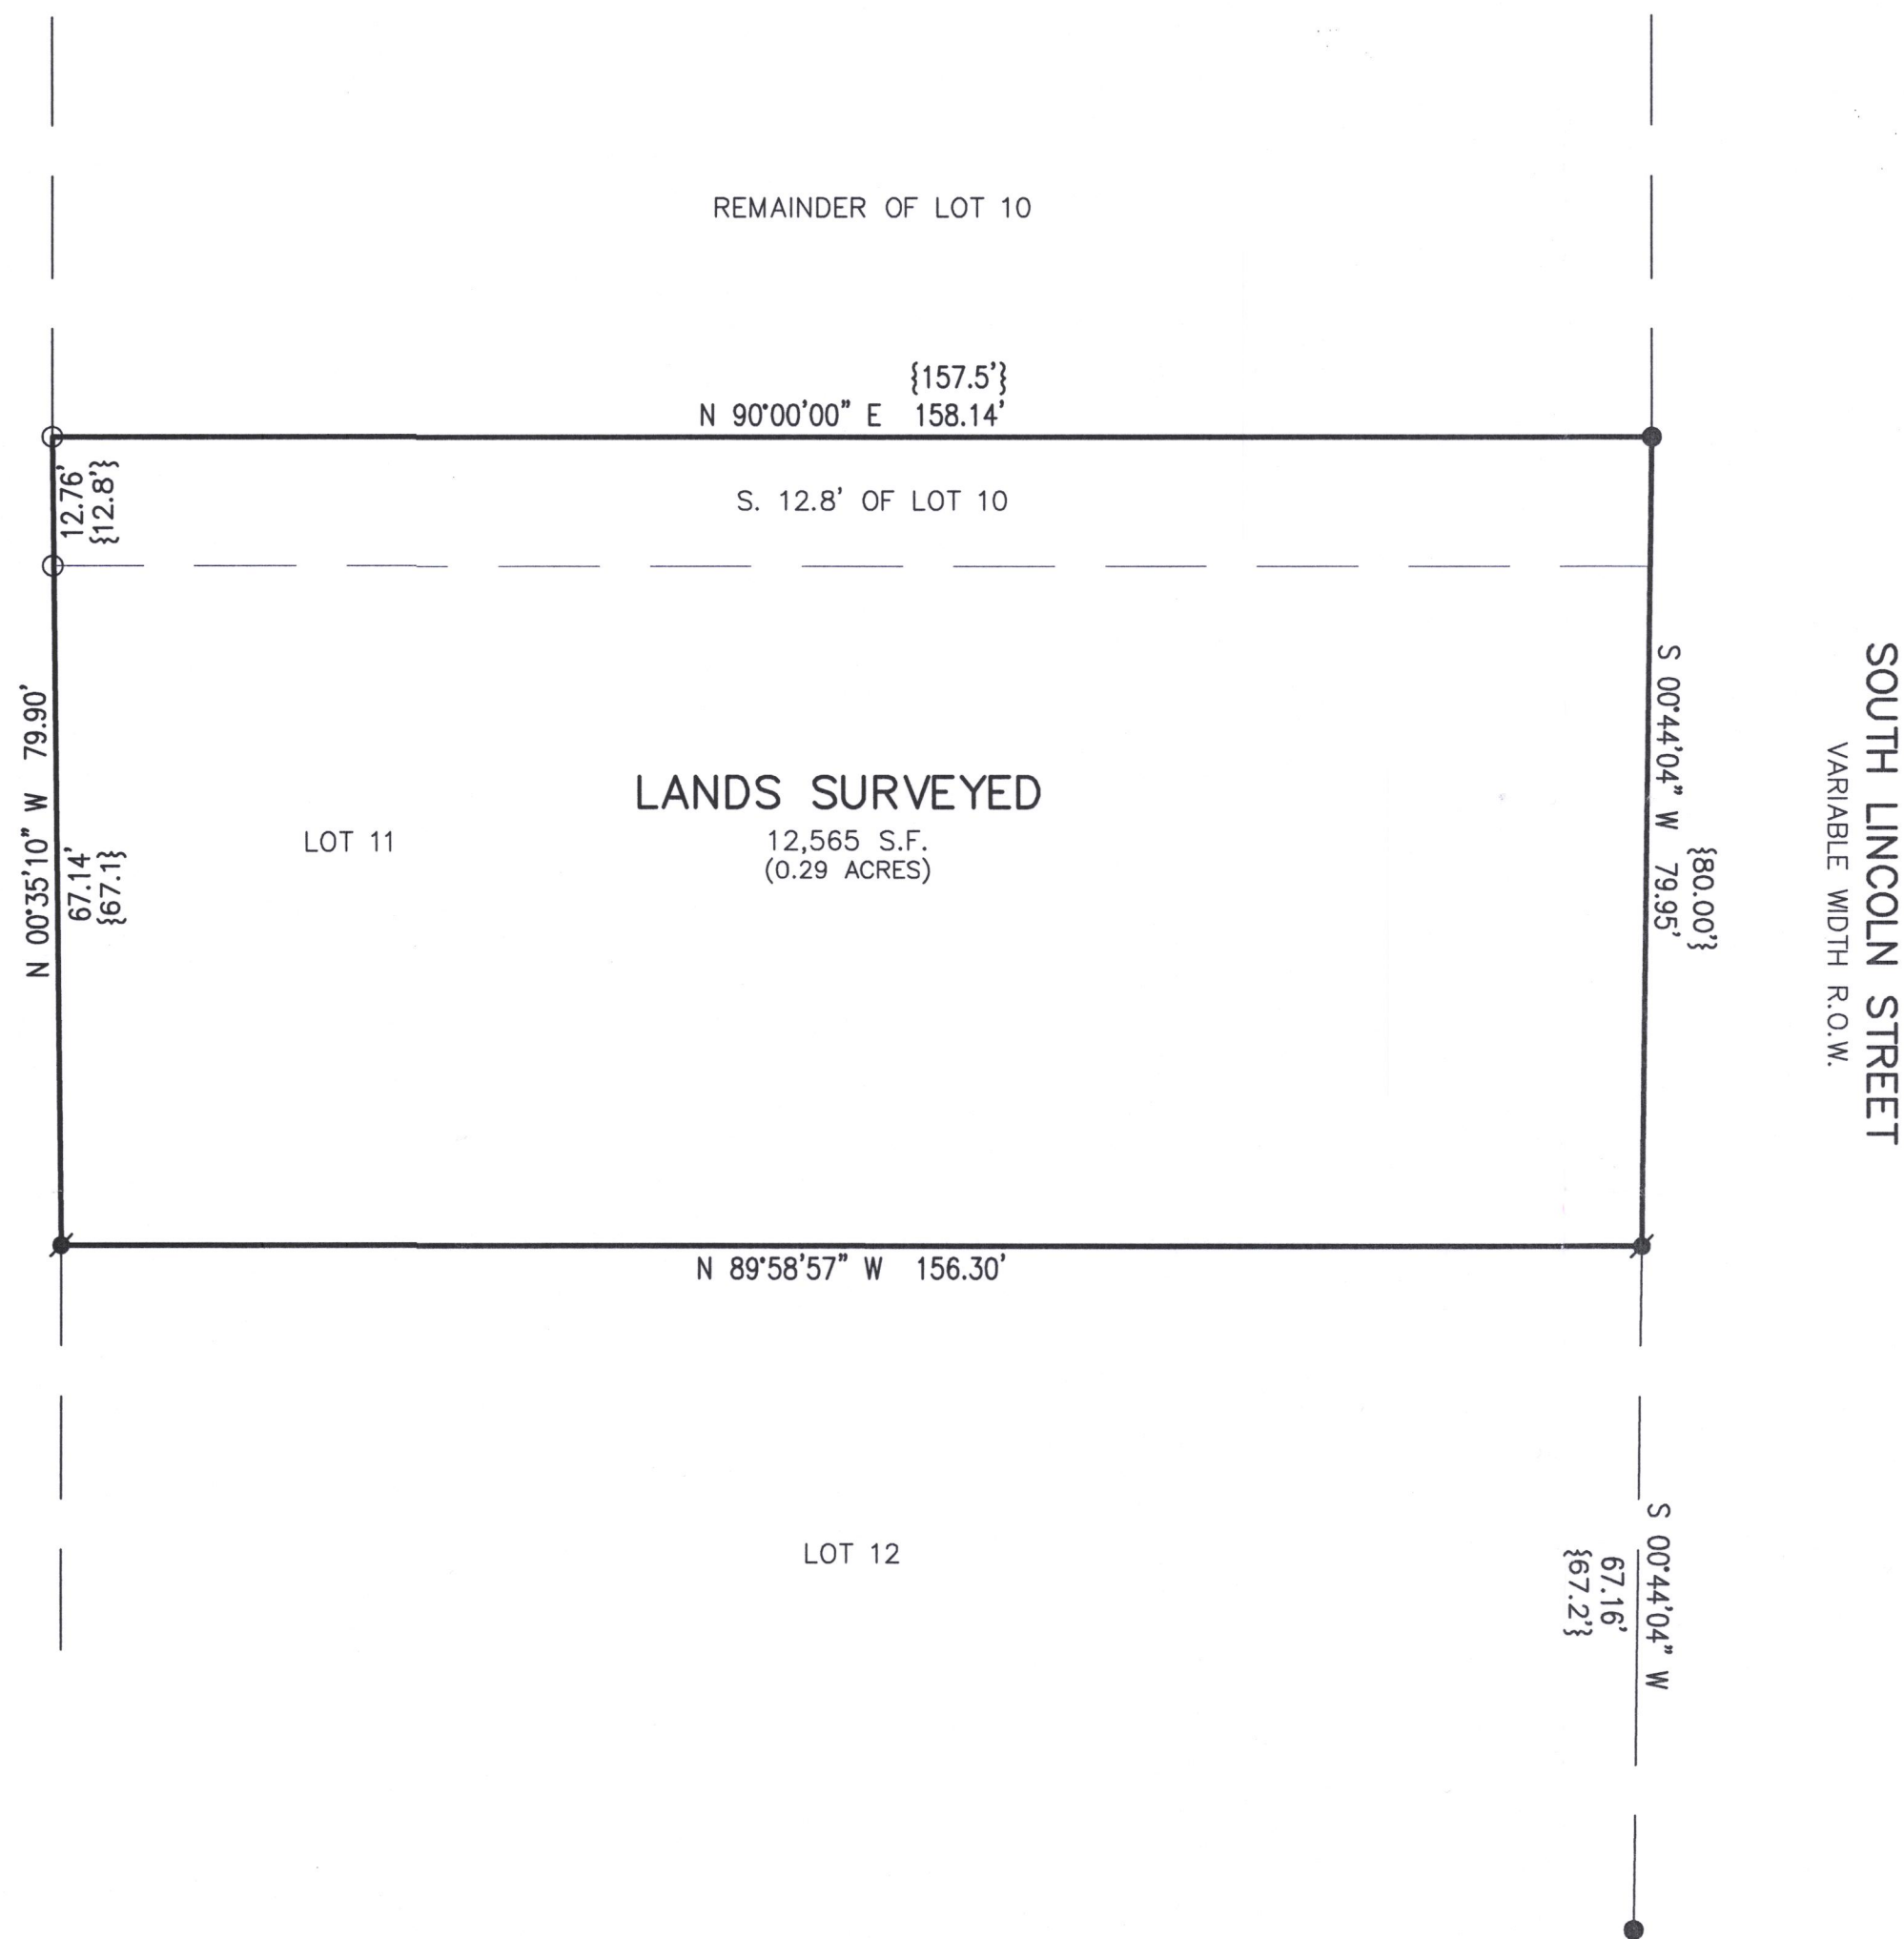 REMAINDER OF LOT 10
{157.5'}
N 90°00'00" E 158.14'
12.76'
{12.8'}
S. 12.8' OF LOT 10
N 00°35'10" W 79.90'
67.14'
{67.1}
LOT 11
LANDS SURVEYED
12,565 S.F.
(0.29 ACRES)
S 00°44'04" W 79.95'
{80.00'}
SOUTH LINCOLN STREET
VARIABLE WIDTH R.O.W.
N 89°58'57" W 156.30'
LOT 12
S 00°44'04" W
67.16'
{67.2'}